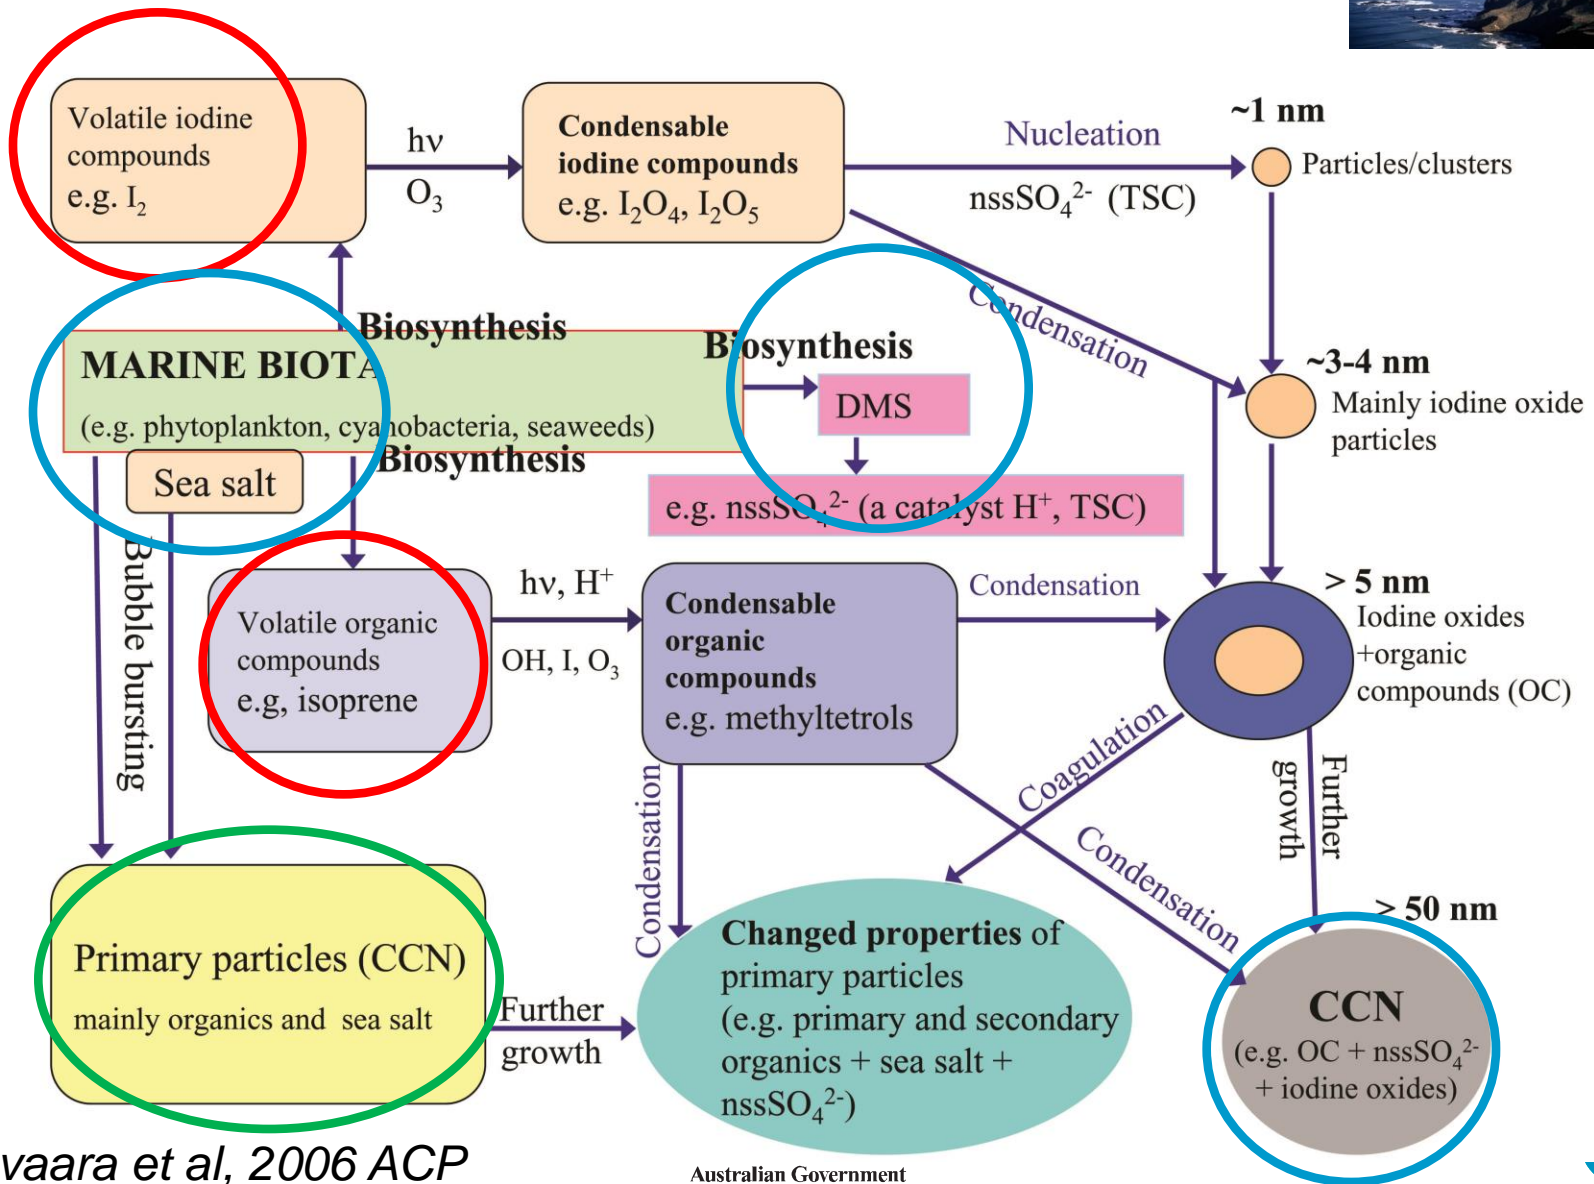 Volatile iodine
compounds
e.g. I₂
hν
O₃
Condensable
iodine compounds
e.g. I₂O₄, I₂O₅
Nucleation
nssSO₄²⁻ (TSC)
~1 nm
Particles/clusters
Condensation
~3-4 nm
Mainly iodine oxide
particles
Biosynthesis
MARINE BIOTA
(e.g. phytoplankton, cyanobacteria, seaweeds)
Biosynthesis
DMS
e.g. nssSO₄²⁻ (a catalyst H⁺, TSC)
Biosynthesis
Sea salt
Bubble bursting
Volatile organic
compounds
e.g, isoprene
hν, H⁺
OH, I, O₃
Condensable
organic
compounds
e.g. methyltetrols
Condensation
> 5 nm
Iodine oxides
+organic
compounds (OC)
Coagulation
Further
growth
Condensation
Condensation
Primary particles (CCN)
mainly organics and sea salt
Further
growth
Changed properties of
primary particles
(e.g. primary and secondary
organics + sea salt +
nssSO₄²⁻)
> 50 nm
CCN
(e.g. OC + nssSO₄²⁻
+ iodine oxides)
vaara et al, 2006 ACP
Australian Government